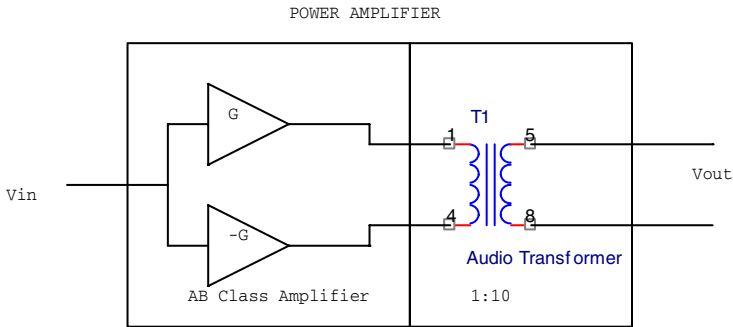 POWER AMPLIFIER
G
T1
1 5
Vin
Vout
4 8
-G
Audio Transformer
AB Class Amplifier 1:10